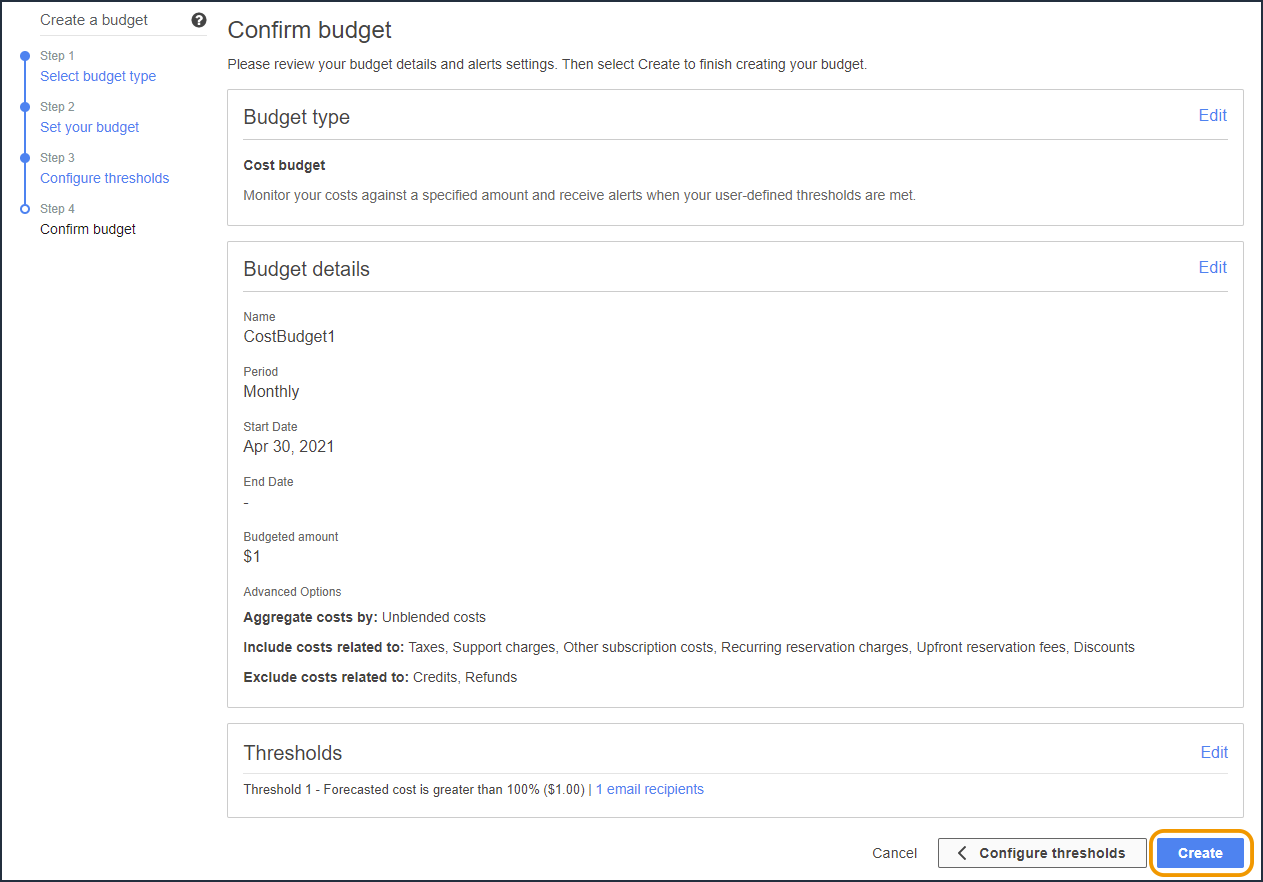 Create a budget
Step 1
Select budget type
Step 2
Set your budget
Step 3
Configure thresholds
Step 4
Confirm budget
Confirm budget
Please review your budget details and alerts settings. Then select Create to finish creating your budget.
Budget type
Edit
Cost budget
Monitor your costs against a specified amount and receive alerts when your user-defined thresholds are met.
Budget details
Edit
Name
CostBudget1
Period
Monthly
Start Date
Apr 30, 2021
End Date
-
Budgeted amount
$1
Advanced Options
Aggregate costs by: Unblended costs
Include costs related to: Taxes, Support charges, Other subscription costs, Recurring reservation charges, Upfront reservation fees, Discounts
Exclude costs related to: Credits, Refunds
Thresholds
Edit
Threshold 1 - Forecasted cost is greater than 100% ($1.00) | 1 email recipients
Cancel
Configure thresholds
Create